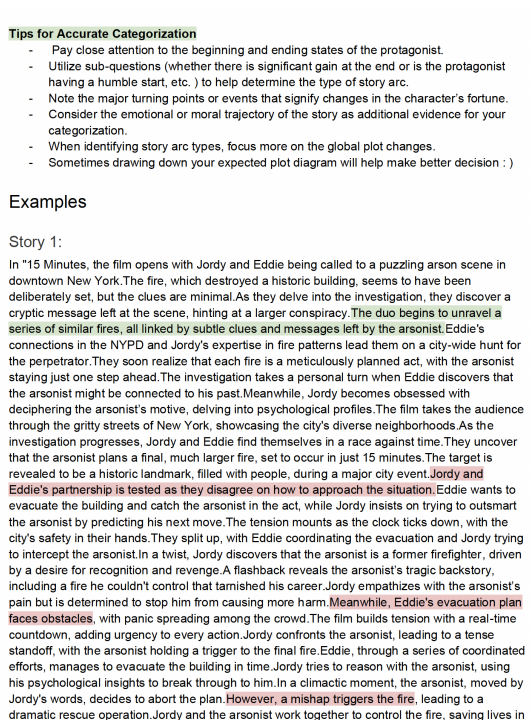 Tips for Accurate Categorization
- Pay close attention to the beginning and ending states of the protagonist.
- Utilize sub-questions (whether there is significant gain at the end or is the protagonist
having a humble start, etc. ) to help determine the type of story arc.
- Note the major turning points or events that signify changes in the character's fortune.
- Consider the emotional or moral trajectory of the story as additional evidence for your
categorization.
- When identifying story arc types, focus more on the global plot changes.
- Sometimes drawing down your expected plot diagram will help make better decision : )
Examples
Story 1:
In "15 Minutes, the film opens with Jordy and Eddie being called to a puzzling arson scene in
downtown New York.The fire, which destroyed a historic building, seems to have been
deliberately set, but the clues are minimal.As they delve into the investigation, they discover a
cryptic message left at the scene, hinting at a larger conspiracy.The duo begins to unravel a
series of similar fires, all linked by subtle clues and messages left by the arsonist.Eddie's
connections in the NYPD and Jordy's expertise in fire patterns lead them on a city-wide hunt for
the perpetrator.They soon realize that each fire is a meticulously planned act, with the arsonist
staying just one step ahead.The investigation takes a personal turn when Eddie discovers that
the arsonist might be connected to his past.Meanwhile, Jordy becomes obsessed with
deciphering the arsonist's motive, delving into psychological profiles.The film takes the audience
through the gritty streets of New York, showcasing the city's diverse neighborhoods.As the
investigation progresses, Jordy and Eddie find themselves in a race against time.They uncover
that the arsonist plans a final, much larger fire, set to occur in just 15 minutes.The target is
revealed to be a historic landmark, filled with people, during a major city event.Jordy and
Eddie's partnership is tested as they disagree on how to approach the situation.Eddie wants to
evacuate the building and catch the arsonist in the act, while Jordy insists on trying to outsmart
the arsonist by predicting his next move.The tension mounts as the clock ticks down, with the
city's safety in their hands.They split up, with Eddie coordinating the evacuation and Jordy trying
to intercept the arsonist.In a twist, Jordy discovers that the arsonist is a former firefighter, driven
by a desire for recognition and revenge.A flashback reveals the arsonist's tragic backstory,
including a fire he couldn't control that tarnished his career.Jordy empathizes with the arsonist's
pain but is determined to stop him from causing more harm.Meanwhile, Eddie's evacuation plan
faces obstacles, with panic spreading among the crowd.The film builds tension with a real-time
countdown, adding urgency to every action.Jordy confronts the arsonist, leading to a tense
standoff, with the arsonist holding a trigger to the final fire.Eddie, through a series of coordinated
efforts, manages to evacuate the building in time.Jordy tries to reason with the arsonist, using
his psychological insights to break through to him.In a climactic moment, the arsonist, moved by
Jordy's words, decides to abort the plan.However, a mishap triggers the fire, leading to a
dramatic rescue operation.Jordy and the arsonist work together to control the fire, saving lives in